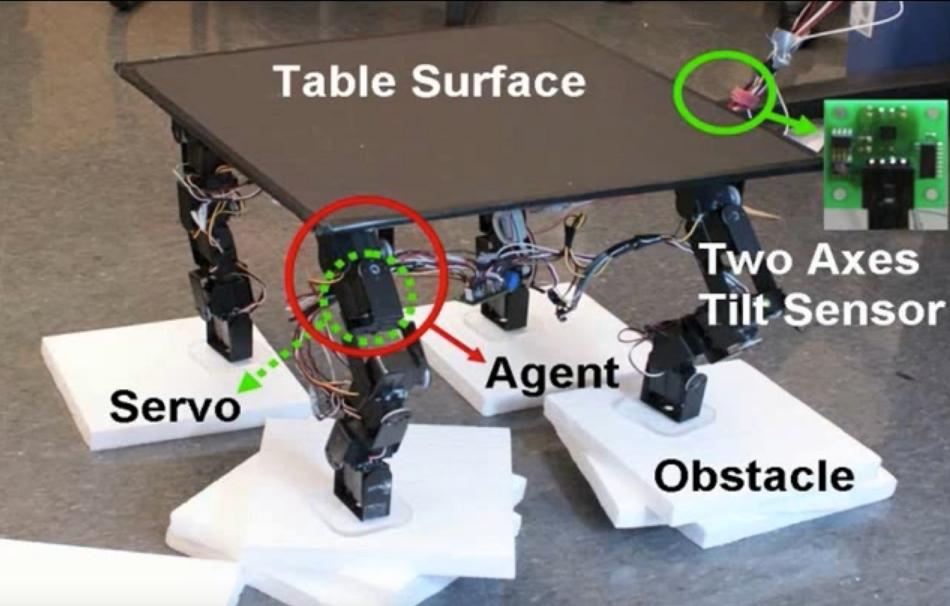 Table Surface
Two Axes
Tilt Sensor
Agent
Servo
Obstacle